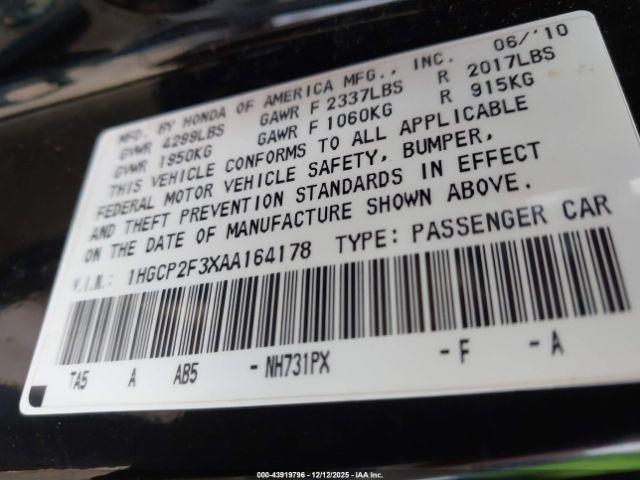 MFD. BY HONDA OF AMERICA MFG., INC. 06/'10
GVWR 4299LBS GAWR F 2337LBS R 2017LBS
GVWR 1950KG GAWR F 1060KG R 915KG
THIS VEHICLE CONFORMS TO ALL APPLICABLE
FEDERAL MOTOR VEHICLE SAFETY, BUMPER,
AND THEFT PREVENTION STANDARDS IN EFFECT
ON THE DATE OF MANUFACTURE SHOWN ABOVE.
V.I.N.: 1HGCP2F3XAA164178 TYPE: PASSENGER CAR
TA5 A AB5 -NH731PX -F -A
000-43919796 - 12/12/2025 - IAA Inc.